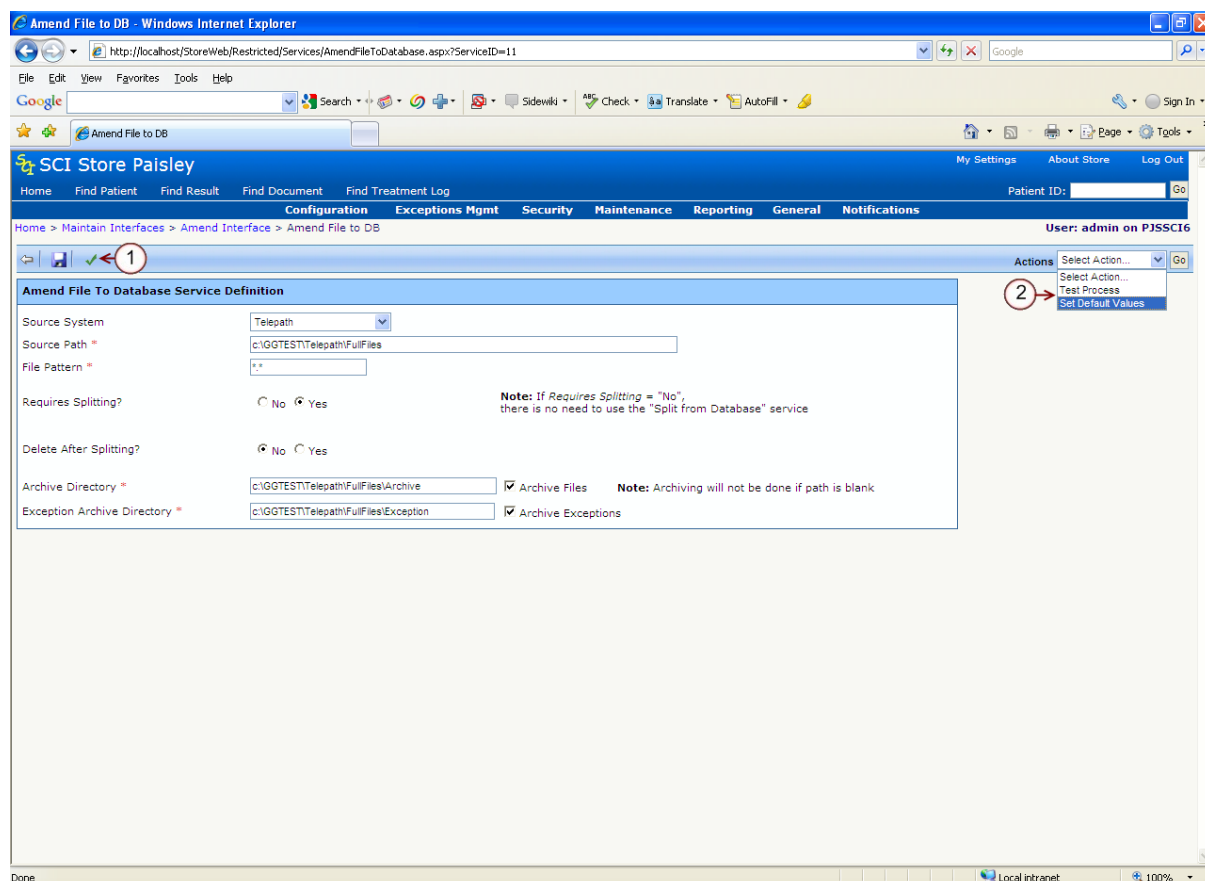 Amend File to DB - Windows Internet Explorer
http://localhost/StoreWeb/Restricted/Services/AmendFileToDatabase.aspx?ServiceID=11
Google
File Edit View Favorites Tools Help
Google Search Sidewiki ABC Check Translate AutoFill Sign In
Amend File to DB
Page Tools
SCI Store Paisley
My Settings About Store Log Out
Home Find Patient Find Result Find Document Find Treatment Log
Patient ID: Go
Configuration Exceptions Mgmt Security Maintenance Reporting General Notifications
Home > Maintain Interfaces > Amend Interface > Amend File to DB
User: admin on PJSSCI6
1
Actions Select Action... Go
Select Action...
2 Test Process
Set Default Values
Amend File To Database Service Definition
Source System Telepath
Source Path * c:\GGTEST\Telepath\FullFiles
File Pattern * *.*
Requires Splitting? No Yes
Note: If Requires Splitting = "No",
there is no need to use the "Split from Database" service
Delete After Splitting? No Yes
Archive Directory * c:\GGTEST\Telepath\FullFiles\Archive Archive Files Note: Archiving will not be done if path is blank
Exception Archive Directory * c:\GGTEST\Telepath\FullFiles\Exception Archive Exceptions
Done
Local intranet
100%